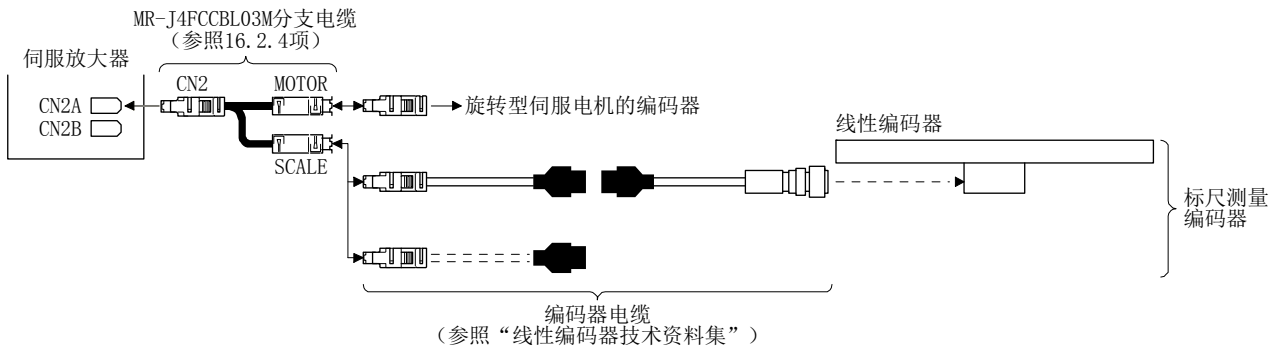 MR-J4FCCBL03M分支电缆
（参照16.2.4项）
伺服放大器
CN2
MOTOR
CN2A
CN2B
旋转型伺服电机的编码器
SCALE
线性编码器
标尺测量
编码器
编码器电缆
（参照“线性编码器技术资料集”）